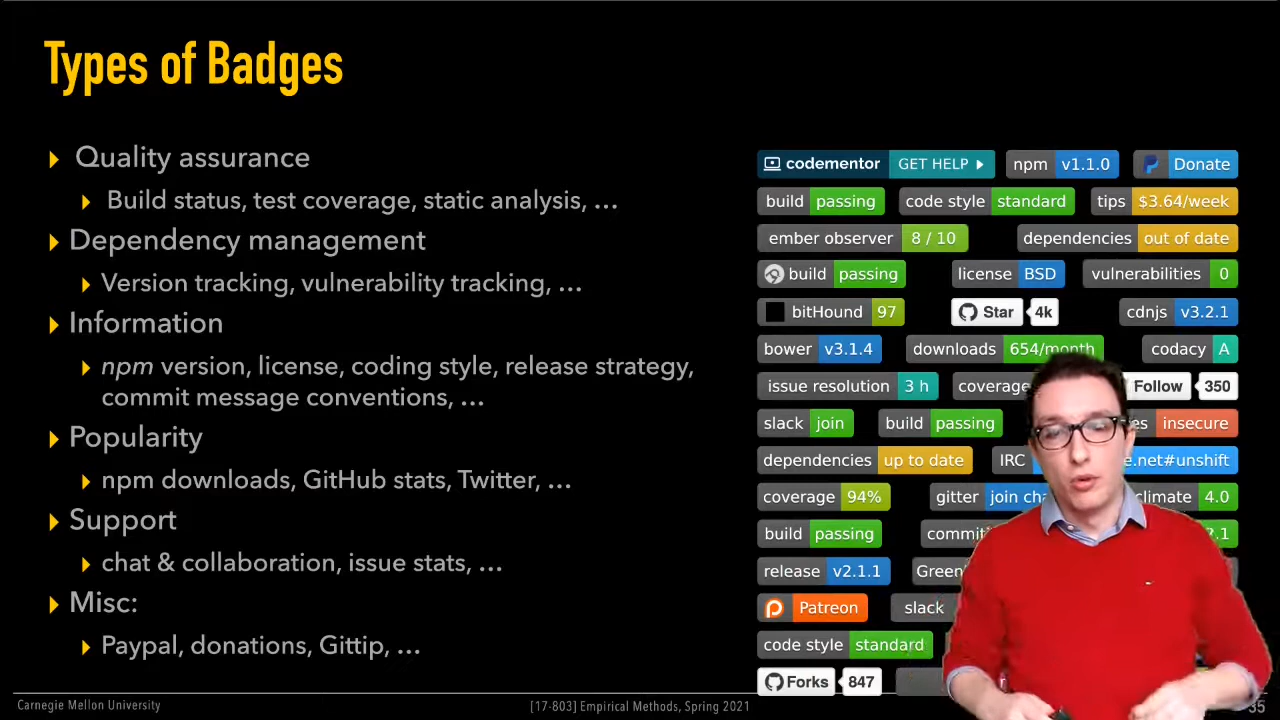 Types of Badges
Quality assurance
Build status, test coverage, static analysis, …
Dependency management
Version tracking, vulnerability tracking, …
Information
npm version, license, coding style, release strategy,
commit message conventions, …
Popularity
npm downloads, GitHub stats, Twitter, …
Support
chat & collaboration, issue stats, …
Misc:
Paypal, donations, Gittip, …
codementor GET HELP npm v1.1.0 Donate
build passing code style standard tips $3.64/week
ember observer 8 / 10 dependencies out of date
build passing license BSD vulnerabilities 0
bitHound 97 Star 4k cdnjs v3.2.1
bower v3.1.4 downloads 654/month codacy A
issue resolution 3 h coverage Follow 350
slack join build passing insecure
dependencies up to date IRC e.net#unshift
coverage 94% gitter join climate 4.0
build passing
release v2.1.1
Patreon slack
code style standard
Forks 847
Carnegie Mellon University [17-803] Empirical Methods, Spring 2021 35